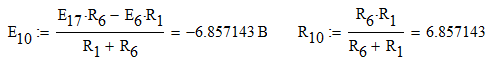 E₁₀ := (E₁₇·R₆ − E₆·R₁) / (R₁ + R₆) = −6.857143 В
R₁₀ := (R₆·R₁) / (R₆ + R₁) = 6.857143